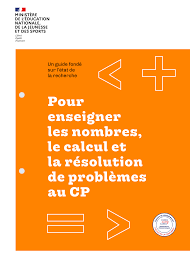 MINISTÈRE
DE L'ÉDUCATION
NATIONALE,
DE LA JEUNESSE
ET DES SPORTS
Un guide fondé
sur l'état de
la recherche
< +
Pour
enseigner
les nombres,
le calcul et
la résolution
de problèmes
au CP
= >